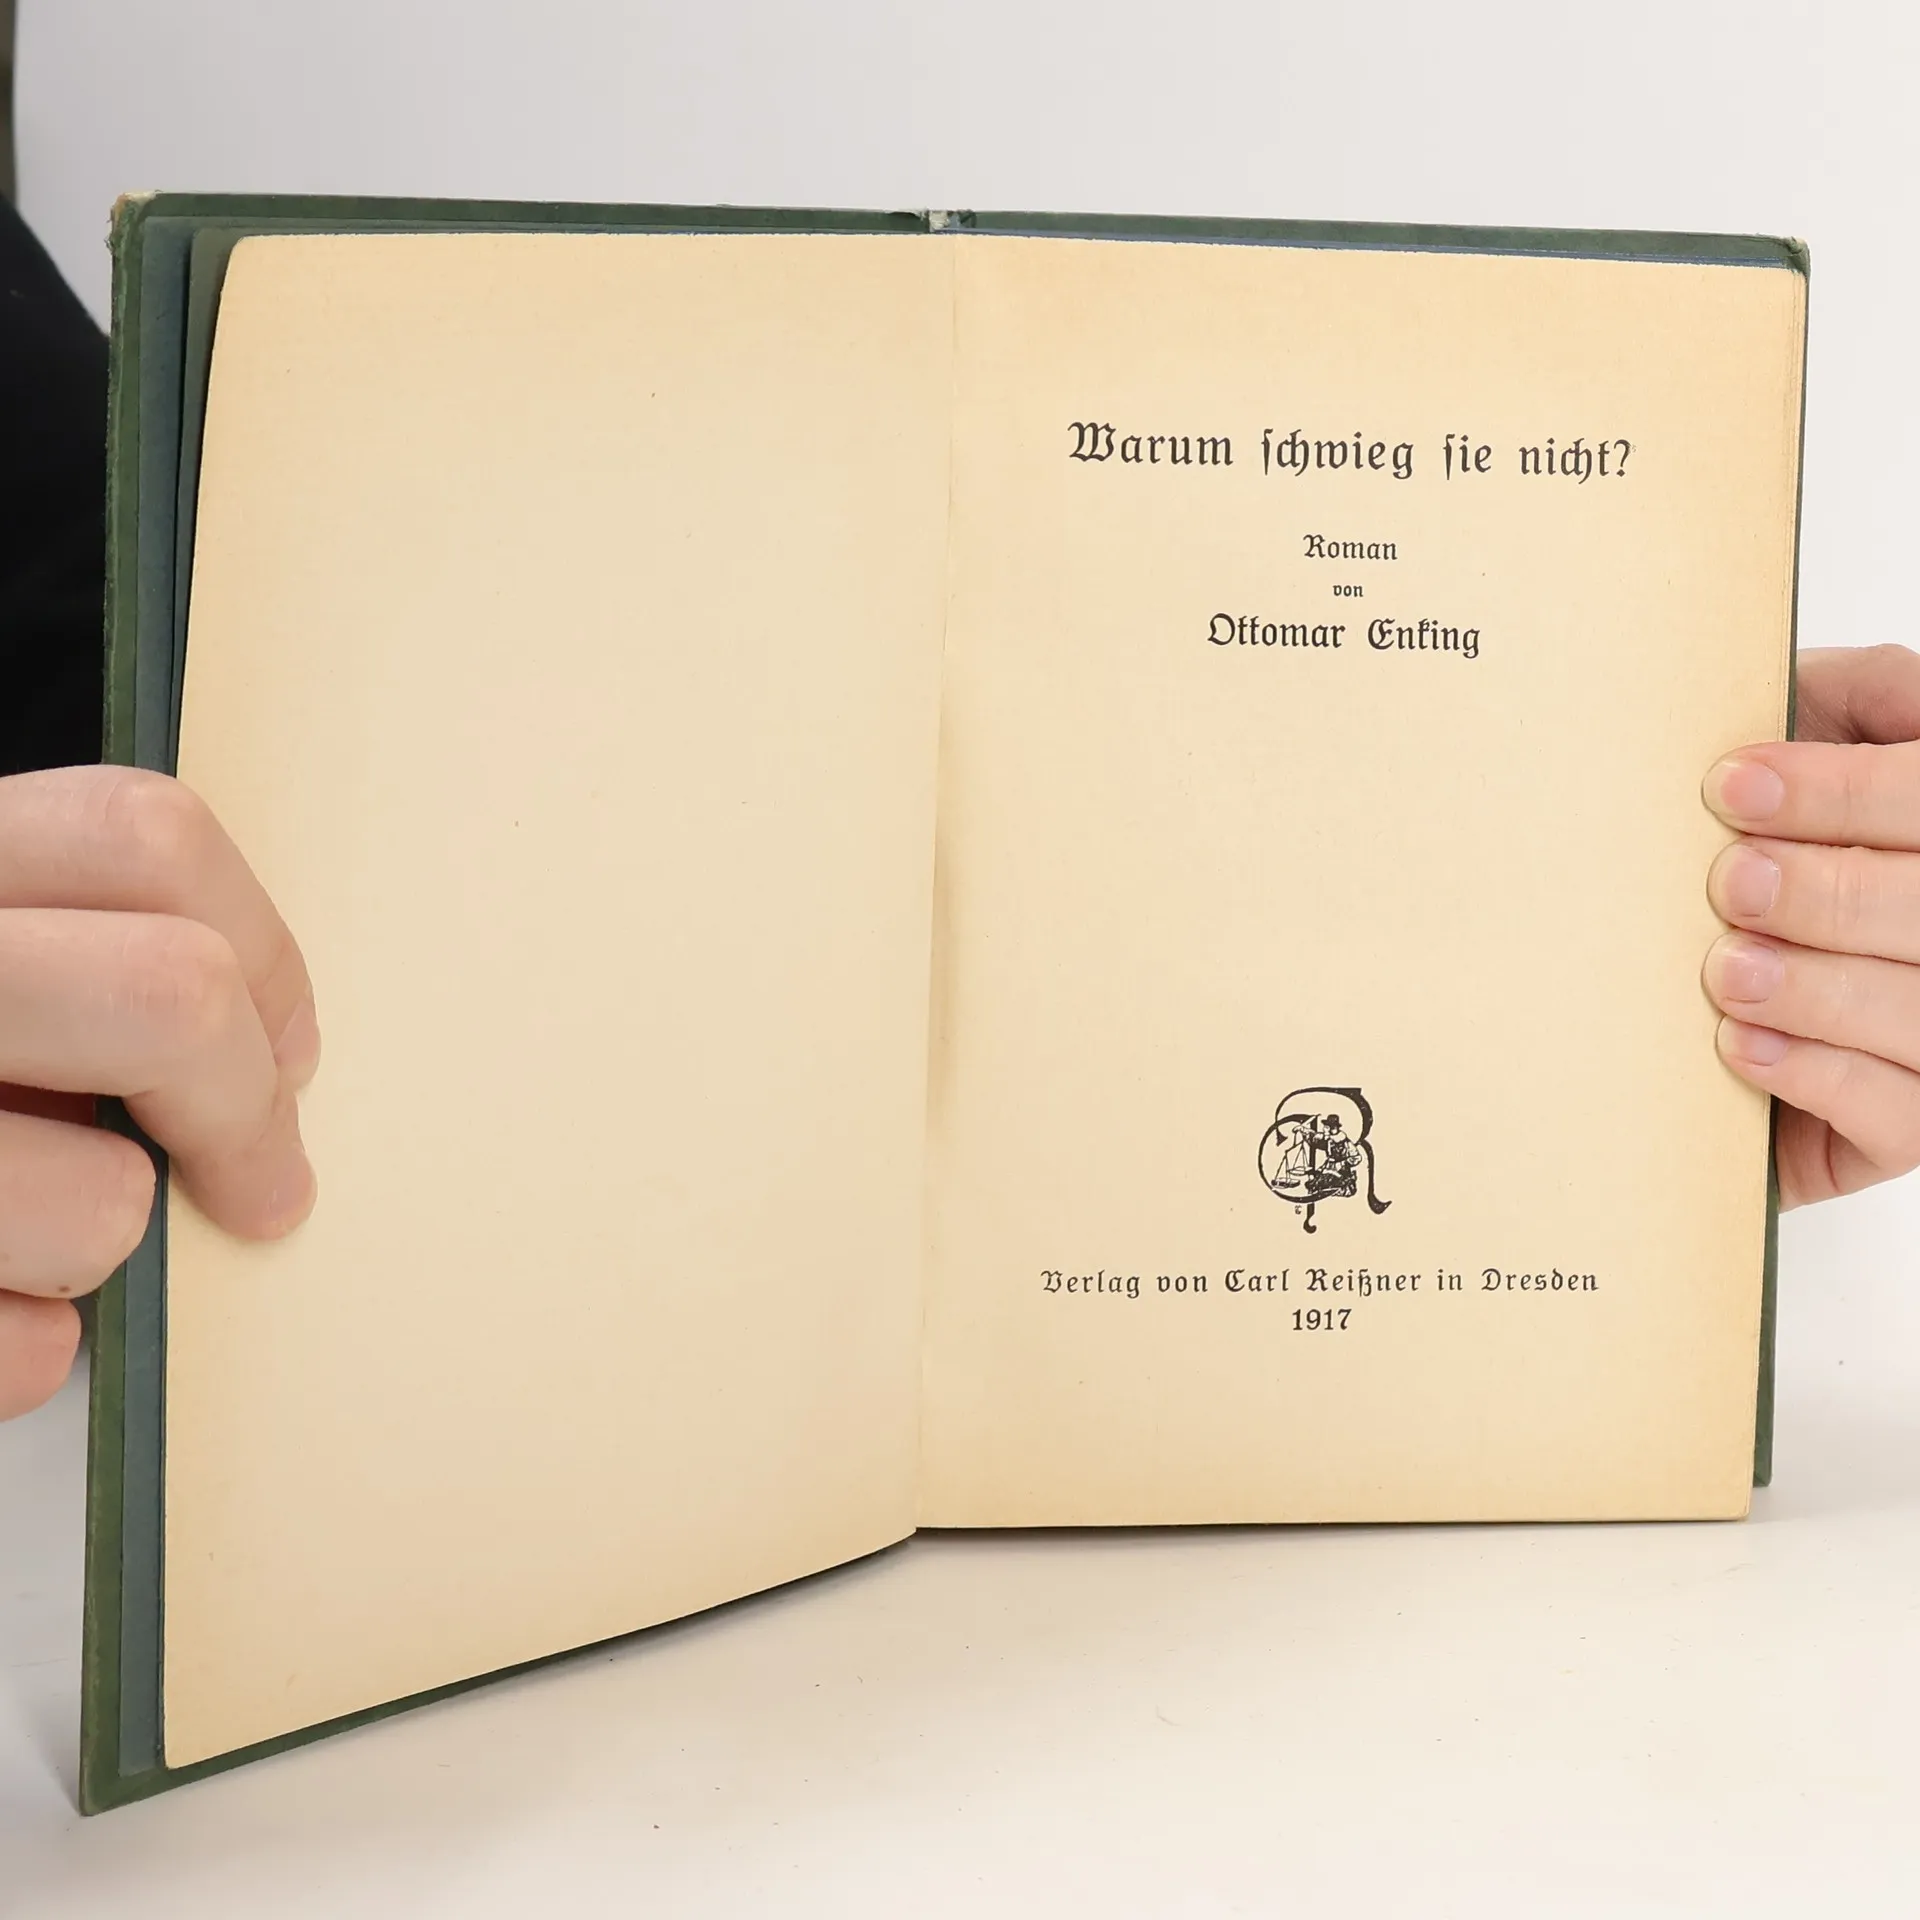 Warum ſchwieg ſie nicht?
Roman
von
Ottomar Enking
Verlag von Carl Reißner in Dresden
1917